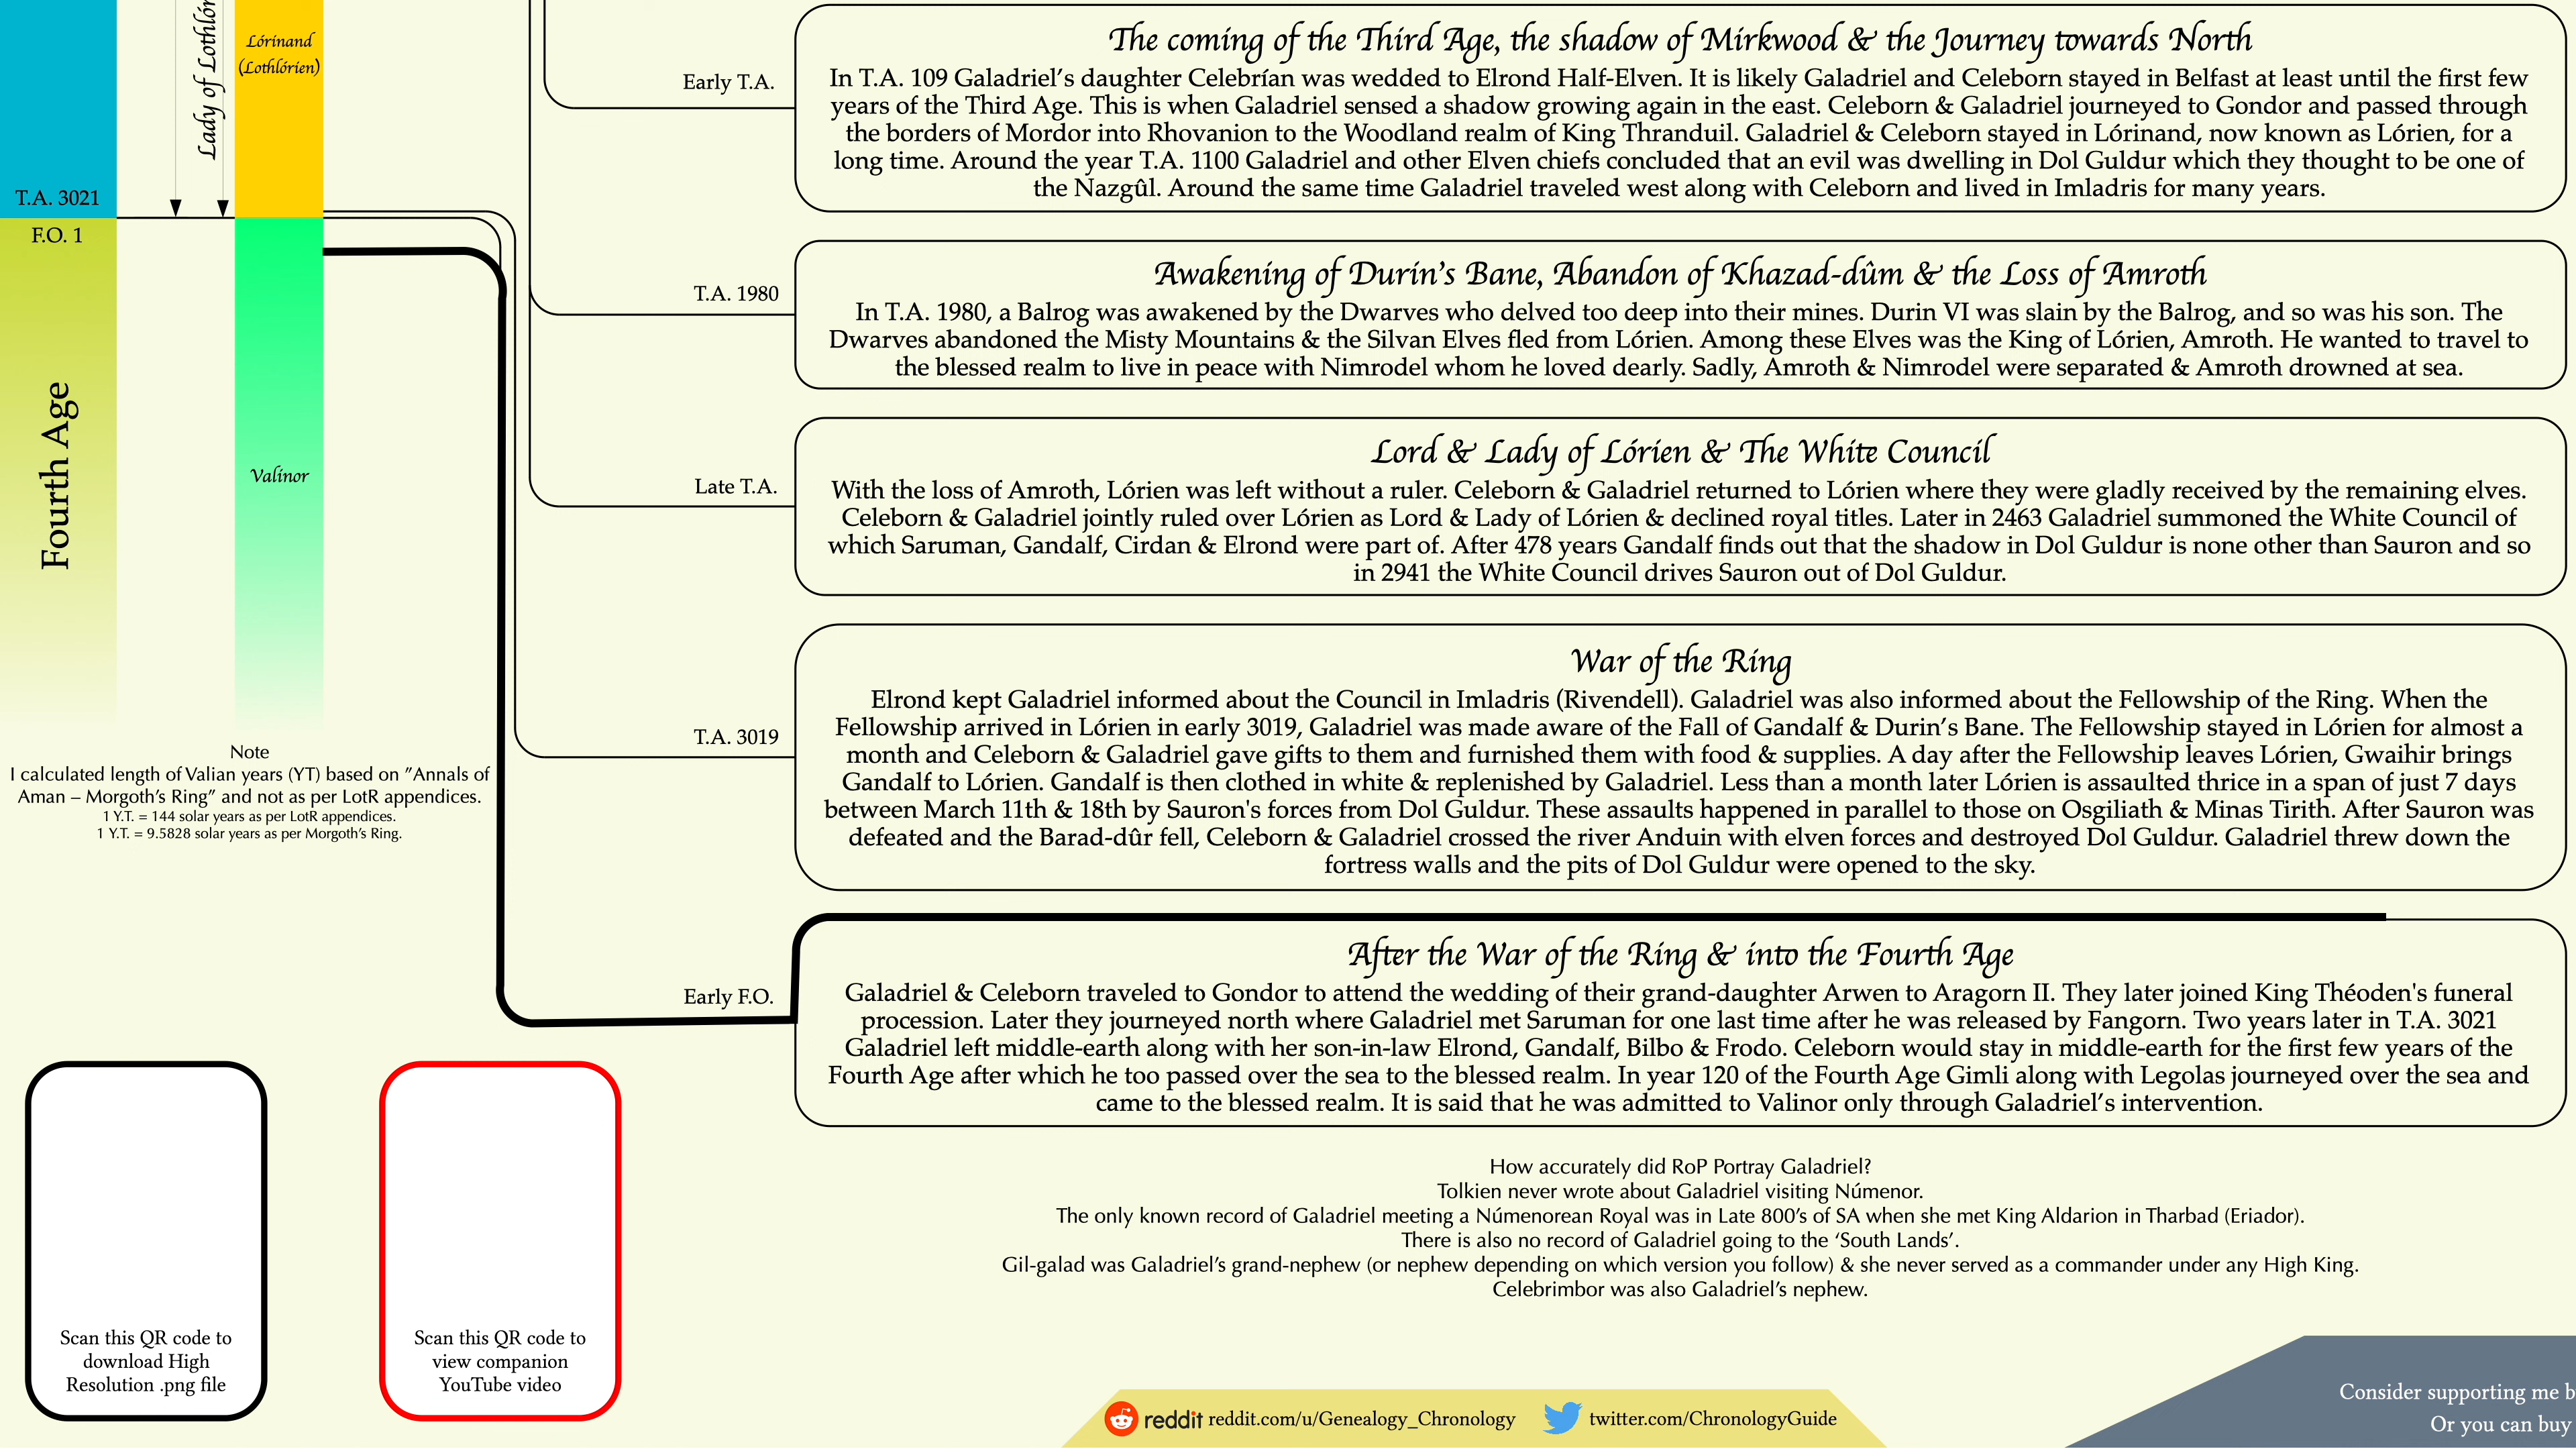 Lady of Lothlór
Lórinand
(Lothlórien)
T.A. 3021
F.O. 1
Fourth Age
Valinor
Early T.A.
The coming of the Third Age, the shadow of Mirkwood & the Journey towards North
In T.A. 109 Galadriel’s daughter Celebrían was wedded to Elrond Half-Elven. It is likely Galadriel and Celeborn stayed in Belfast at least until the first few
years of the Third Age. This is when Galadriel sensed a shadow growing again in the east. Celeborn & Galadriel journeyed to Gondor and passed through
the borders of Mordor into Rhovanion to the Woodland realm of King Thranduil. Galadriel & Celeborn stayed in Lórinand, now known as Lórien, for a
long time. Around the year T.A. 1100 Galadriel and other Elven chiefs concluded that an evil was dwelling in Dol Guldur which they thought to be one of
the Nazgûl. Around the same time Galadriel traveled west along with Celeborn and lived in Imladris for many years.
T.A. 1980
Awakening of Durin’s Bane, Abandon of Khazad-dûm & the Loss of Amroth
In T.A. 1980, a Balrog was awakened by the Dwarves who delved too deep into their mines. Durin VI was slain by the Balrog, and so was his son. The
Dwarves abandoned the Misty Mountains & the Silvan Elves fled from Lórien. Among these Elves was the King of Lórien, Amroth. He wanted to travel to
the blessed realm to live in peace with Nimrodel whom he loved dearly. Sadly, Amroth & Nimrodel were separated & Amroth drowned at sea.
Late T.A.
Lord & Lady of Lórien & The White Council
With the loss of Amroth, Lórien was left without a ruler. Celeborn & Galadriel returned to Lórien where they were gladly received by the remaining elves.
Celeborn & Galadriel jointly ruled over Lórien as Lord & Lady of Lórien & declined royal titles. Later in 2463 Galadriel summoned the White Council of
which Saruman, Gandalf, Cirdan & Elrond were part of. After 478 years Gandalf finds out that the shadow in Dol Guldur is none other than Sauron and so
in 2941 the White Council drives Sauron out of Dol Guldur.
T.A. 3019
War of the Ring
Elrond kept Galadriel informed about the Council in Imladris (Rivendell). Galadriel was also informed about the Fellowship of the Ring. When the
Fellowship arrived in Lórien in early 3019, Galadriel was made aware of the Fall of Gandalf & Durin’s Bane. The Fellowship stayed in Lórien for almost a
month and Celeborn & Galadriel gave gifts to them and furnished them with food & supplies. A day after the Fellowship leaves Lórien, Gwaihir brings
Gandalf to Lórien. Gandalf is then clothed in white & replenished by Galadriel. Less than a month later Lórien is assaulted thrice in a span of just 7 days
between March 11th & 18th by Sauron's forces from Dol Guldur. These assaults happened in parallel to those on Osgiliath & Minas Tirith. After Sauron was
defeated and the Barad-dûr fell, Celeborn & Galadriel crossed the river Anduin with elven forces and destroyed Dol Guldur. Galadriel threw down the
fortress walls and the pits of Dol Guldur were opened to the sky.
Note
I calculated length of Valian years (YT) based on ”Annals of
Aman – Morgoth’s Ring” and not as per LotR appendices.
1 Y.T. = 144 solar years as per LotR appendices.
1 Y.T. = 9.5828 solar years as per Morgoth’s Ring.
Early F.O.
After the War of the Ring & into the Fourth Age
Galadriel & Celeborn traveled to Gondor to attend the wedding of their grand-daughter Arwen to Aragorn II. They later joined King Théoden's funeral
procession. Later they journeyed north where Galadriel met Saruman for one last time after he was released by Fangorn. Two years later in T.A. 3021
Galadriel left middle-earth along with her son-in-law Elrond, Gandalf, Bilbo & Frodo. Celeborn would stay in middle-earth for the first few years of the
Fourth Age after which he too passed over the sea to the blessed realm. In year 120 of the Fourth Age Gimli along with Legolas journeyed over the sea and
came to the blessed realm. It is said that he was admitted to Valinor only through Galadriel’s intervention.
How accurately did RoP Portray Galadriel?
Tolkien never wrote about Galadriel visiting Númenor.
The only known record of Galadriel meeting a Númenorean Royal was in Late 800’s of SA when she met King Aldarion in Tharbad (Eriador).
There is also no record of Galadriel going to the ‘South Lands’.
Gil-galad was Galadriel’s grand-nephew (or nephew depending on which version you follow) & she never served as a commander under any High King.
Celebrimbor was also Galadriel’s nephew.
Scan this QR code to
download High
Resolution .png file
Scan this QR code to
view companion
YouTube video
reddit reddit.com/u/Genealogy_Chronology
twitter.com/ChronologyGuide
Consider supporting me b
Or you can buy